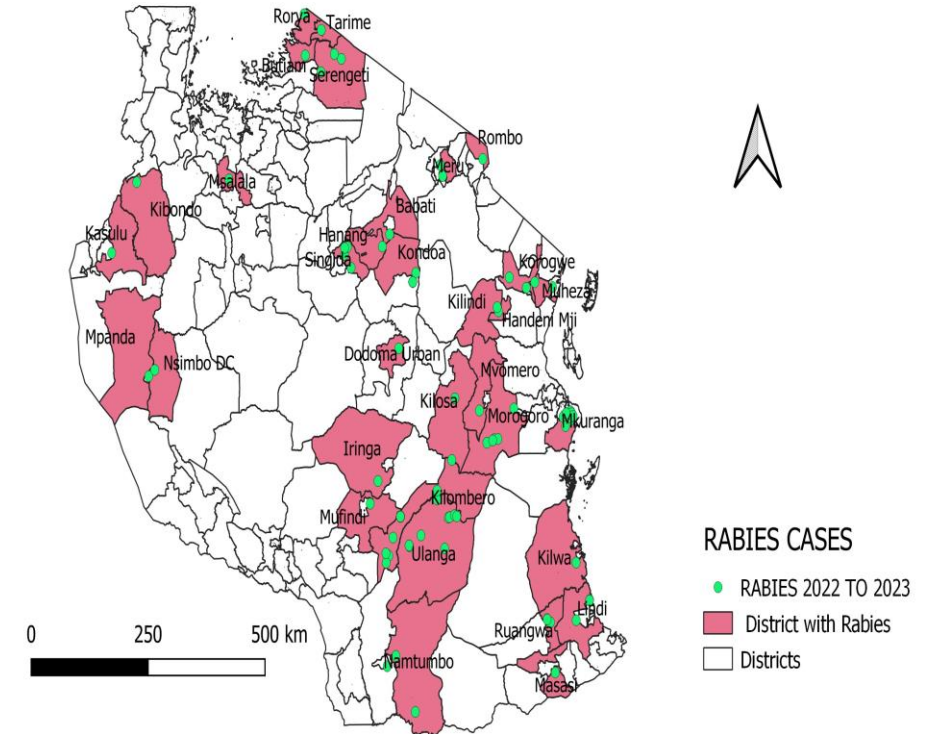 Rorya
Tarime
Butiam
Serengeti
Rombo
Meru
Msalala
Babati
Kibondo
Kasulu
Hanang
Kondoa
Singida
Korogwe
Muheza
Kilindi
Handeni Mji
Mpanda
Nsimbo DC
Dodoma Urban
Mvomero
Kilosa
Morogoro
Mkuranga
Iringa
Kilombero
Mufindi
Ulanga
Kilwa
Lindi
Ruangwa
Namtumbo
Masasi
RABIES CASES
RABIES 2022 TO 2023
District with Rabies
Districts
0 250 500 km